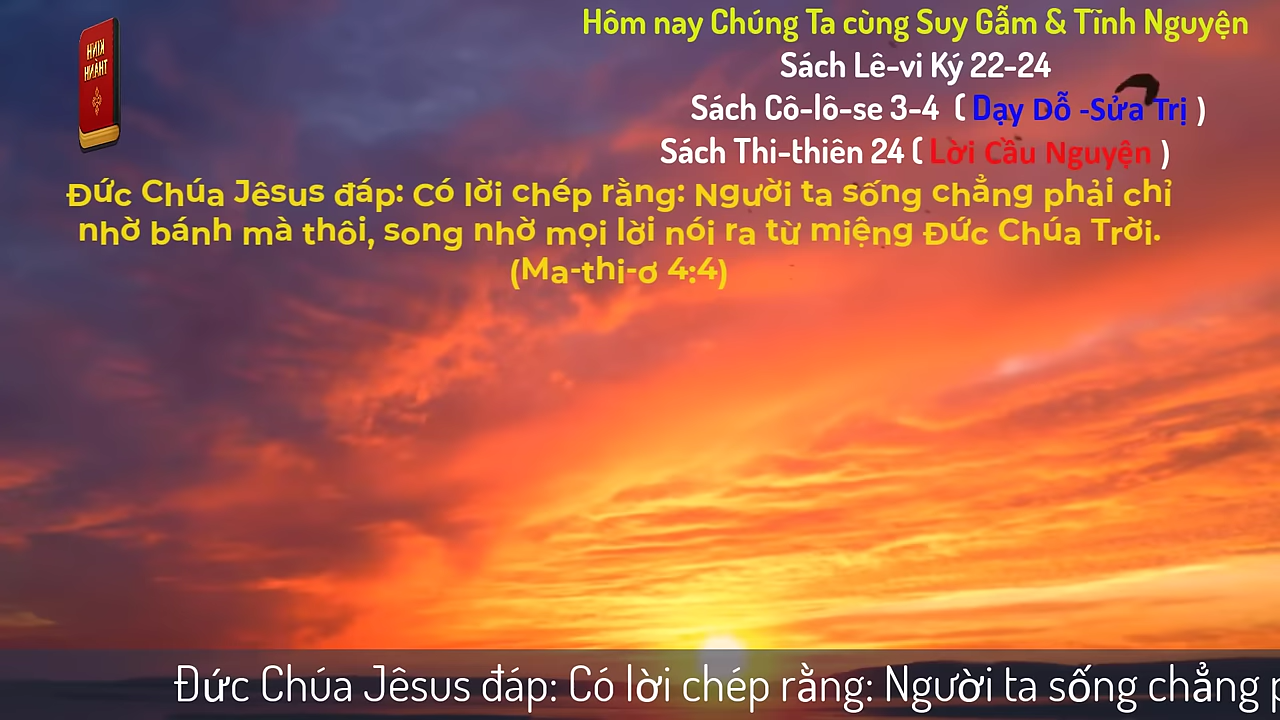 KINH
THÀNH
Hôm nay Chúng Ta cùng Suy Gẫm & Tĩnh Nguyện
Sách Lê-vi Ký 22-24
Sách Cô-lô-se 3-4 ( Dạy Dỗ -Sửa Trị )
Sách Thi-thiên 24 ( Lời Cầu Nguyện )
Đức Chúa Jêsus đáp: Có lời chép rằng: Người ta sống chẳng phải chỉ
nhờ bánh mà thôi, song nhờ mọi lời nói ra từ miệng Đức Chúa Trời.
(Ma-thi-ơ 4:4)
Đức Chúa Jêsus đáp: Có lời chép rằng: Người ta sống chẳng p